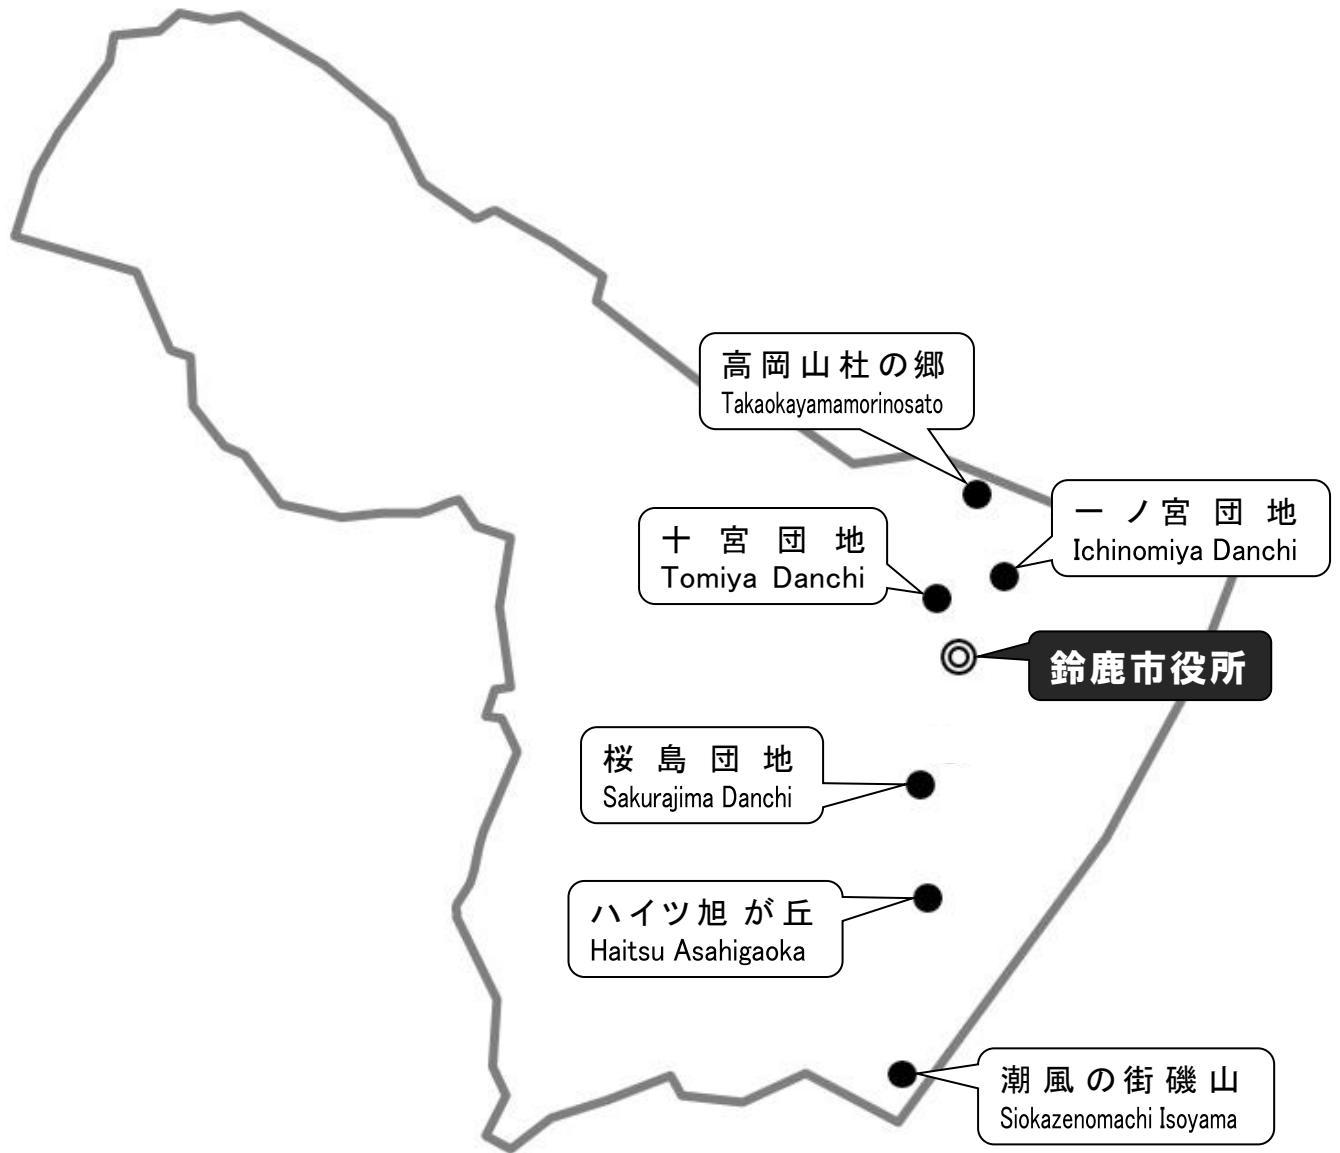 高岡山杜の郷
Takaokayamamorinosato
一ノ宮団地
Ichinomiya Danchi
十宮団地
Tomiya Danchi
鈴鹿市役所
桜島団地
Sakurajima Danchi
ハイツ旭が丘
Haitsu Asahigaoka
潮風の街磯山
Siokazenomachi Isoyama